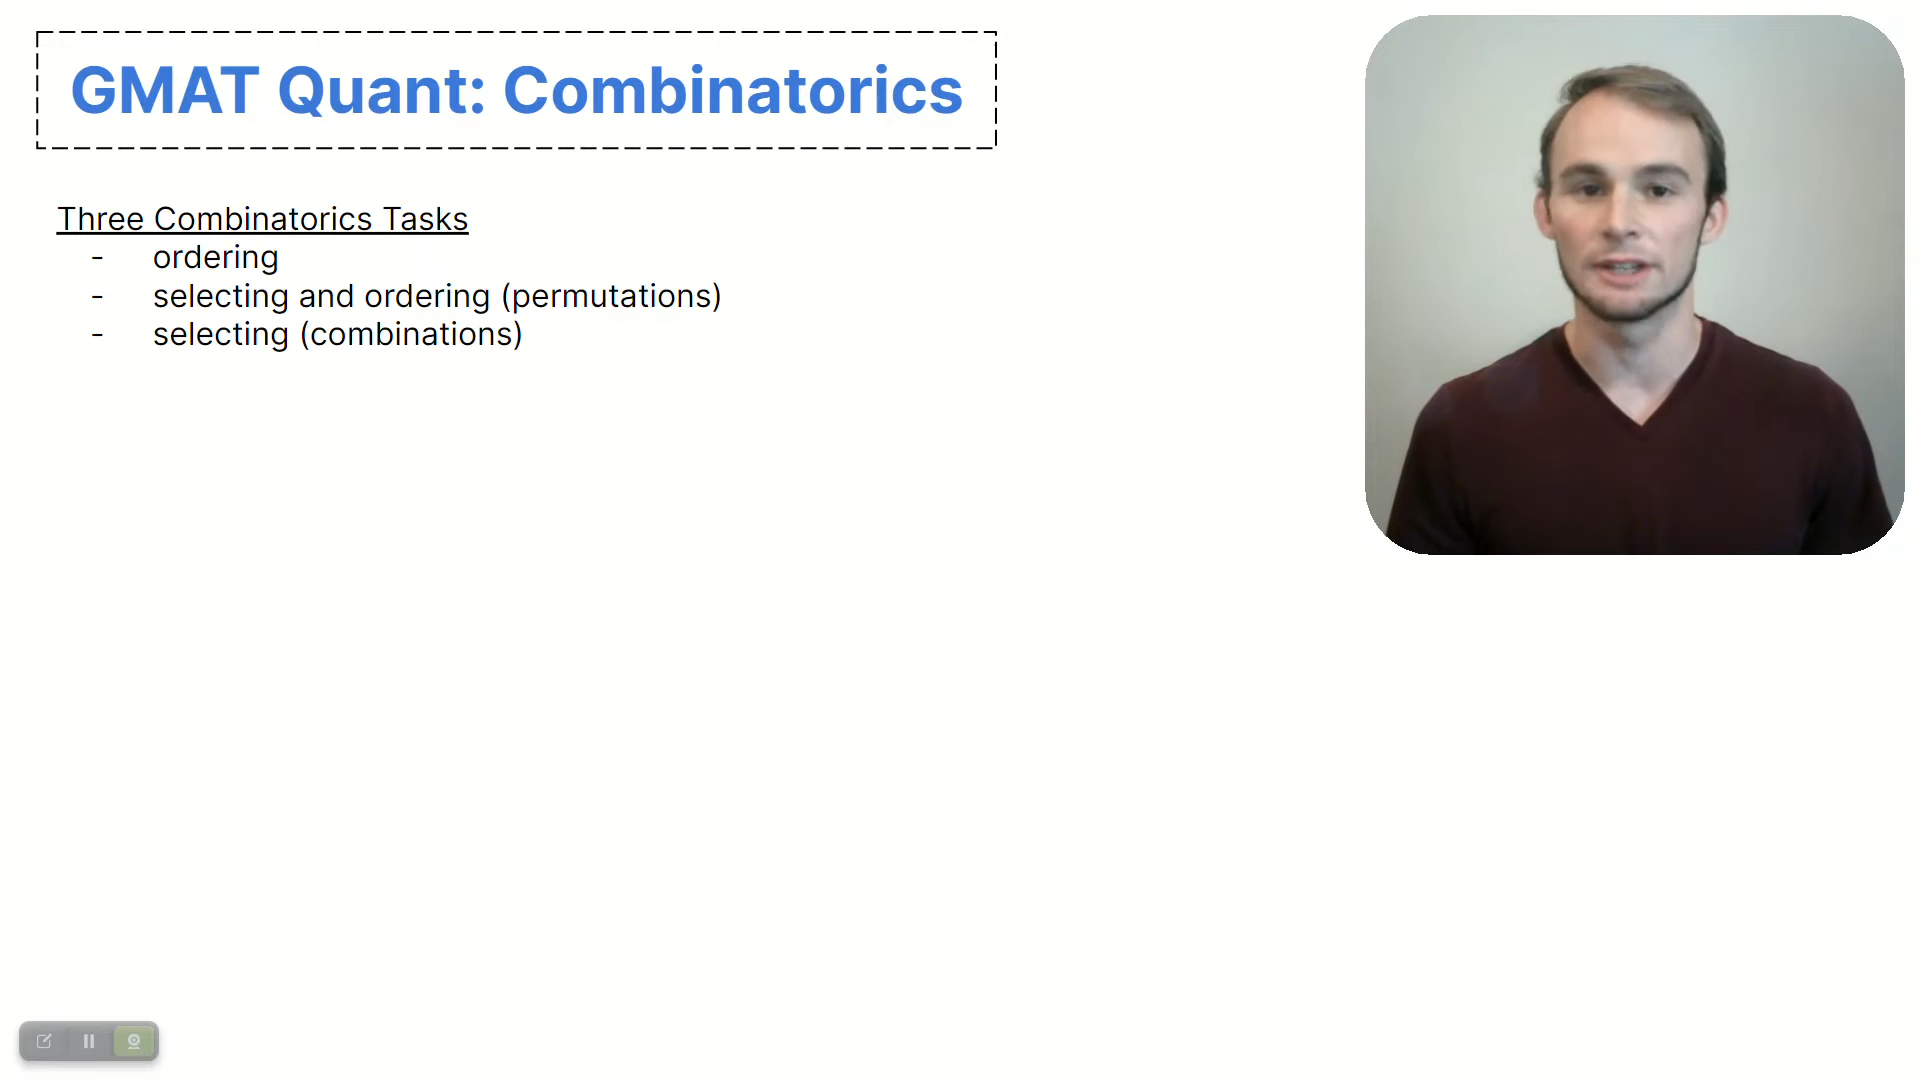 GMAT Quant: Combinatorics
Three Combinatorics Tasks
- ordering
- selecting and ordering (permutations)
- selecting (combinations)